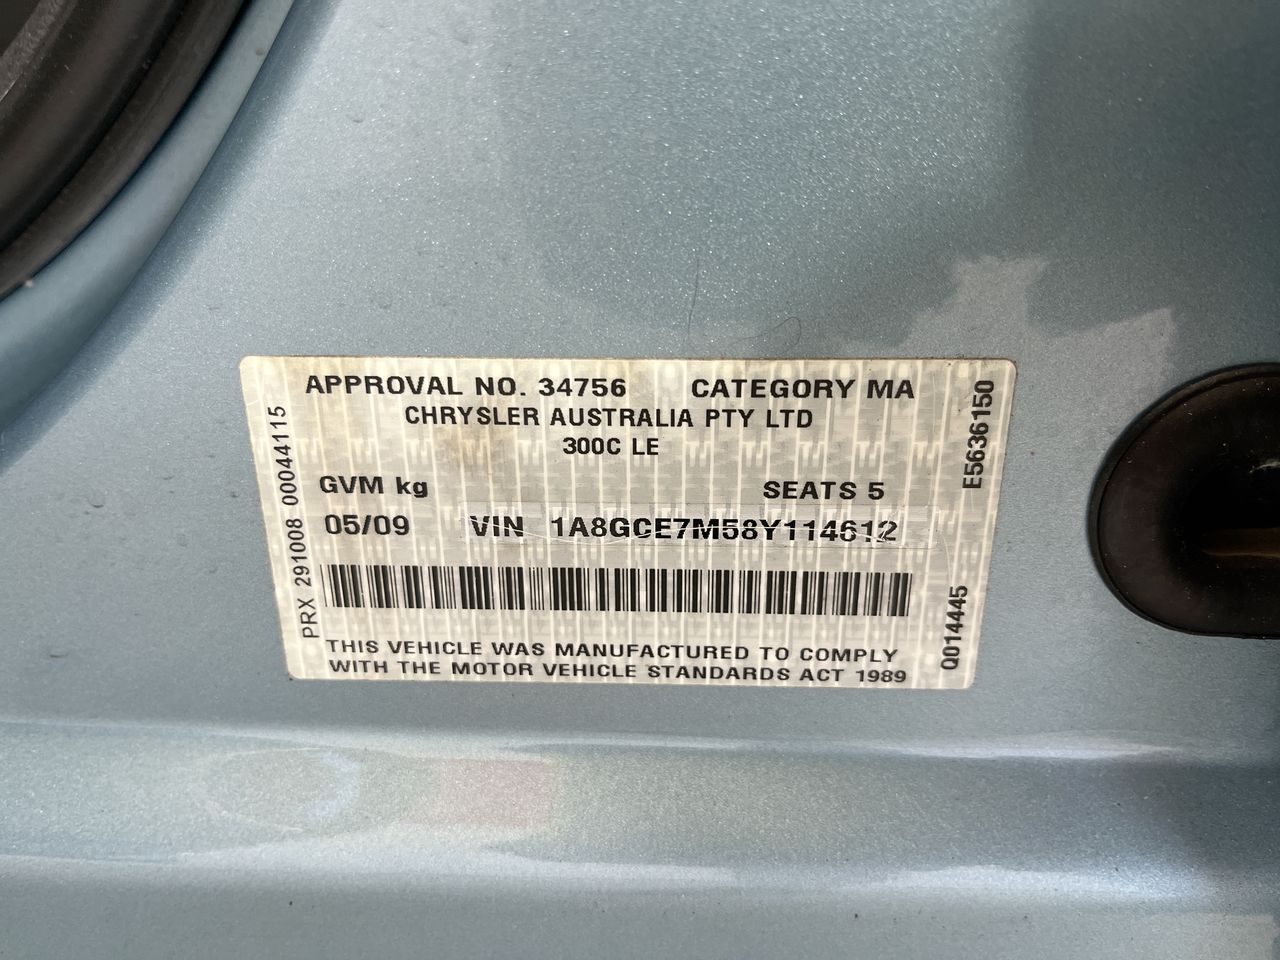 APPROVAL NO. 34756 CATEGORY MA
CHRYSLER AUSTRALIA PTY LTD
300C LE
GVM kg SEATS 5
05/09 VIN 1A8GCE7M58Y114612
THIS VEHICLE WAS MANUFACTURED TO COMPLY
WITH THE MOTOR VEHICLE STANDARDS ACT 1989
PRX 291008 00044115
E5636150
Q014445